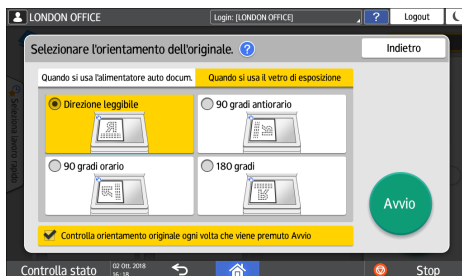 LONDON OFFICE
Login: [LONDON OFFICE]
?
Logout
Selezionare l'orientamento dell'originale. ?
Indietro
Quando si usa l'alimentatore auto docum.
Quando si usa il vetro di esposizione
Direzione leggibile
90 gradi antiorario
90 gradi orario
180 gradi
Controlla orientamento originale ogni volta che viene premuto Avvio
Avvio
Controlla stato
02 Ott. 2018
16:18
Stop